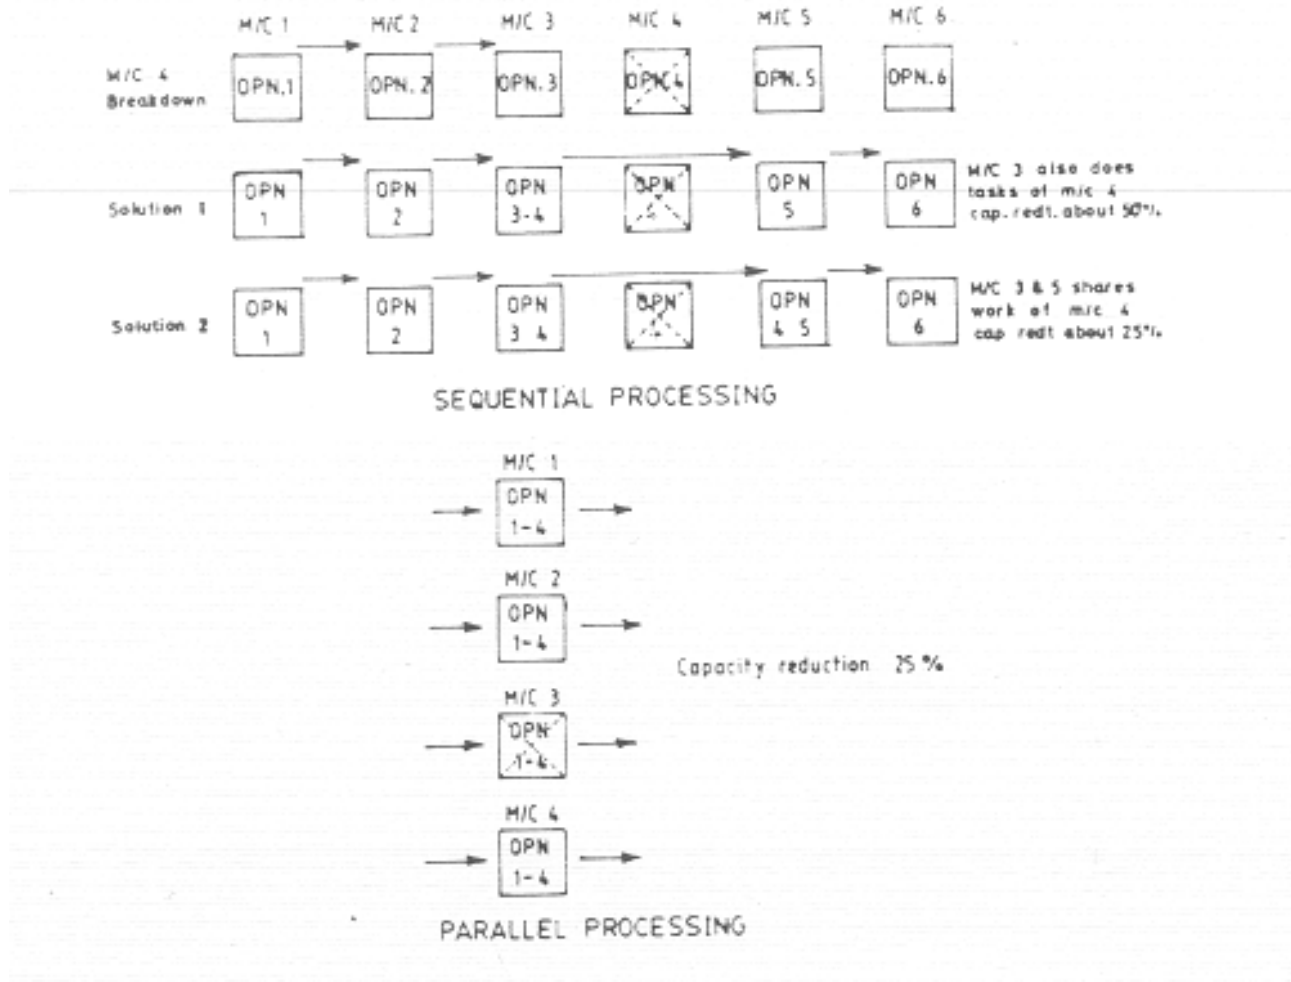 M/C 1 M/C 2 M/C 3 M/C 4 M/C 5 M/C 6
M/C 4
Breakdown
OPN.1 OPN.2 OPN.3 OPN.4 OPN.5 OPN.6
Solution 1
OPN OPN OPN OPN OPN OPN
1 2 3-4 5 6
M/C 3 also does
tasks of m/c 4
cap. redt. about 50%
Solution 2
OPN OPN OPN OPN OPN OPN
1 2 3 4 4 5 6
M/C 3 & 5 shares
work of m/c 4
cap redt about 25%
SEQUENTIAL PROCESSING
M/C 1
OPN
1-4
M/C 2
OPN
1-4
Capacity reduction 25%
M/C 3
OPN
1-4
M/C 4
OPN
1-4
PARALLEL PROCESSING